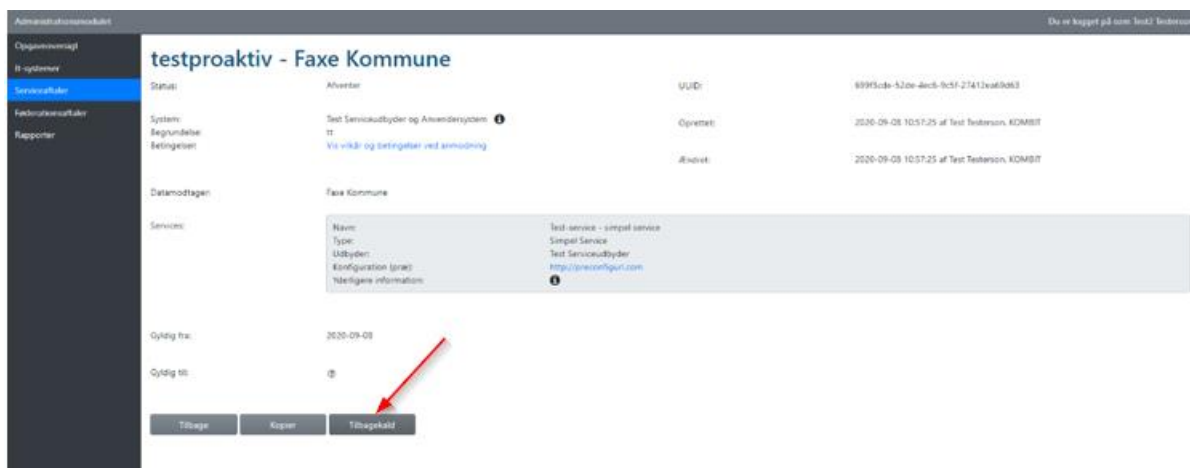 Administrationsmodulet
Du er logget på som Test2 Testerson
Opgaveoversigt
It-systemer
Serviceaftaler
Føderationsaftaler
Rapporter
testproaktiv - Faxe Kommune
Status: Afventer
UUID:
System: Test Serviceudbyder og Anvendersystem
Begrundelse: tt
Betingelser: Vis vilkår og betingelser ved anmodning
Oprettet: 2020-09-08 10:57:25 af Test Testerson, KOMBIT
Ændret: 2020-09-08 10:57:25 af Test Testerson, KOMBIT
Datamodtager: Faxe Kommune
Services:
Navn: Test-service - simpel service
Type: Simpel Service
Udbyder: Test Serviceudbyder
Konfiguration (præ): http://preconfiguri.com
Yderligere information:
Gyldig fra: 2020-09-08
Gyldig til:
Tilbage Kopier Tilbagekald